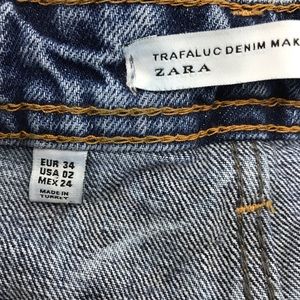 TRAFALUC DENIM MAK
ZARA
EUR 34
USA 02
MEX 24
MADE IN
TURKEY